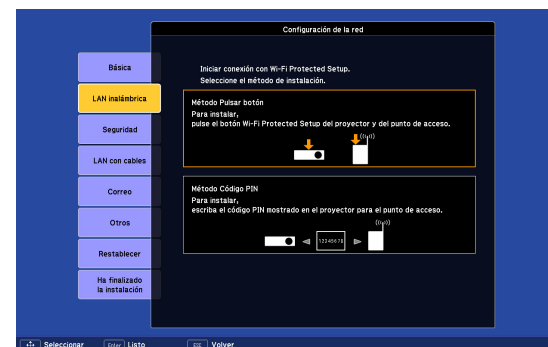 Configuración de la red
Básica
LAN inalámbrica
Seguridad
LAN con cables
Correo
Otros
Restablecer
Ha finalizado
la instalación
Iniciar conexión con Wi-Fi Protected Setup.
Seleccione el método de instalación.
Método Pulsar botón
Para instalar,
pulse el botón Wi-Fi Protected Setup del proyector y del punto de acceso.
Método Código PIN
Para instalar,
escriba el código PIN mostrado en el proyector para el punto de acceso.
12345678
Seleccionar Enter Listo ESC Volver